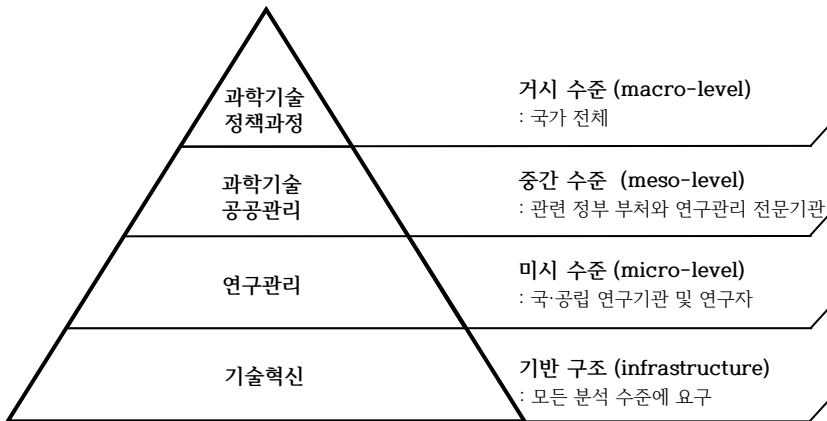 과학기술
정책과정
거시 수준 (macro-level)
: 국가 전체
과학기술
공공관리
중간 수준 (meso-level)
: 관련 정부 부처와 연구관리 전문기관
연구관리
미시 수준 (micro-level)
: 국·공립 연구기관 및 연구자
기술혁신
기반 구조 (infrastructure)
: 모든 분석 수준에 요구